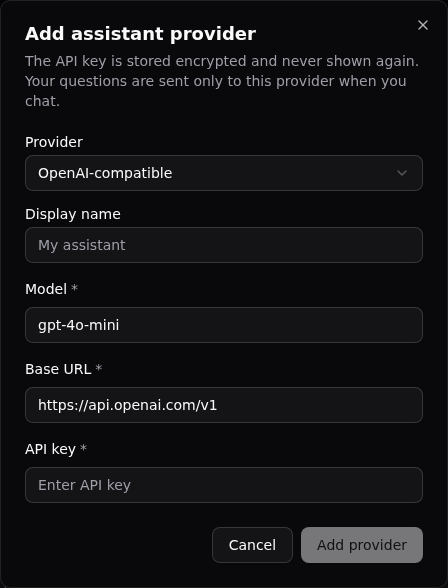 Add assistant provider
The API key is stored encrypted and never shown again.
Your questions are sent only to this provider when you
chat.
Provider
OpenAI-compatible
Display name
My assistant
Model *
gpt-4o-mini
Base URL *
https://api.openai.com/v1
API key *
Enter API key
Cancel
Add provider